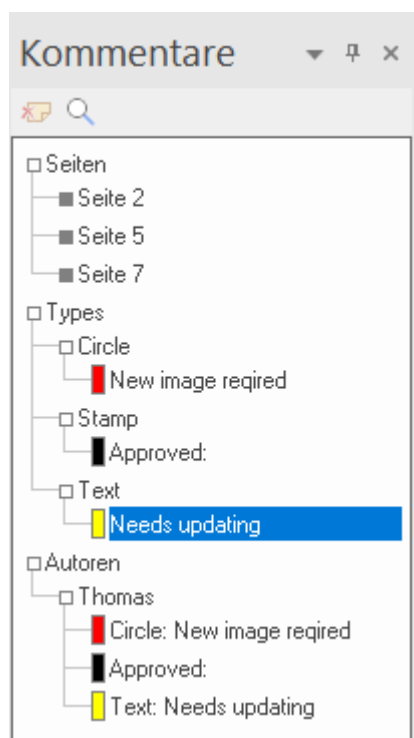 Kommentare
Seiten
Seite 2
Seite 5
Seite 7
Types
Circle
New image reqired
Stamp
Approved:
Text
Needs updating
Autoren
Thomas
Circle: New image reqired
Approved:
Text: Needs updating